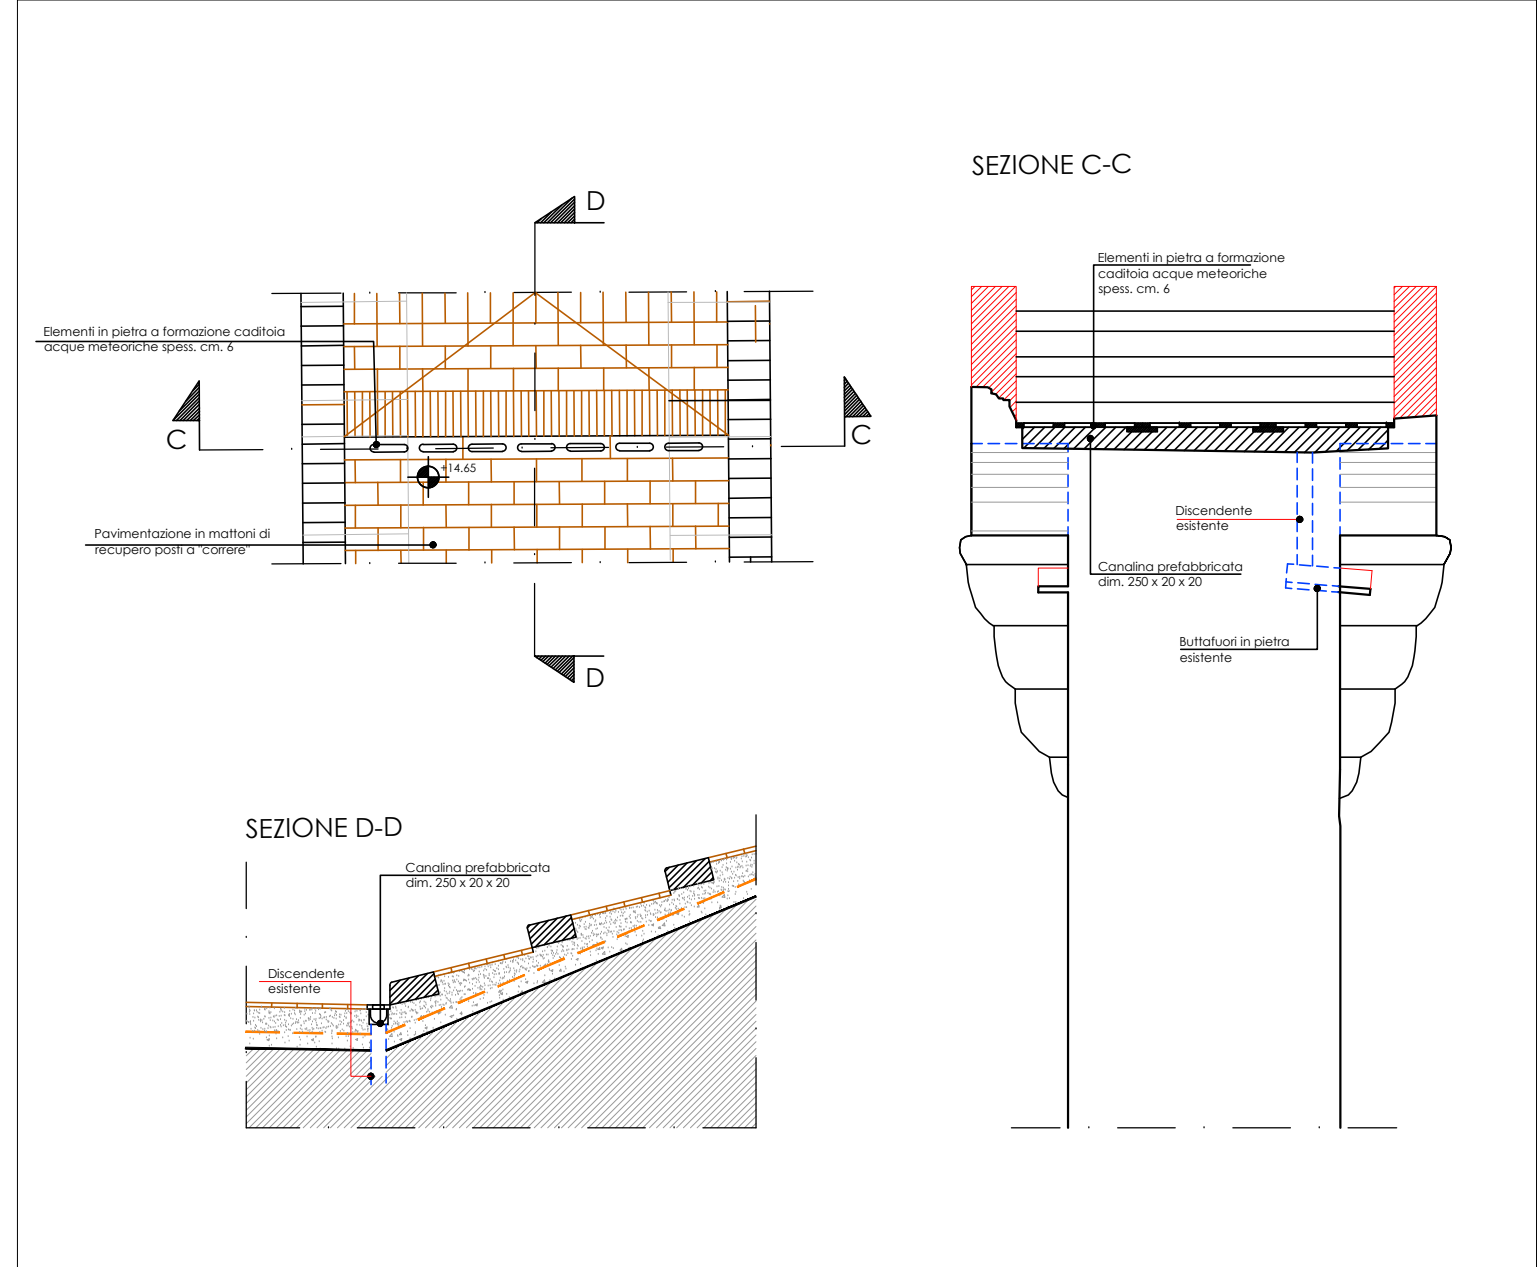 SEZIONE C-C
D
Elementi in pietra a formazione
caditoia acque meteoriche
spess. cm. 6
Elementi in pietra a formazione caditoia
acque meteoriche spess. cm. 6
C
C
+14.65
Pavimentazione in mattoni di
recupero posti a "correre"
Discendente
esistente
Canalina prefabbricata
dim. 250 x 20 x 20
Buttafuori in pietra
esistente
D
SEZIONE D-D
Canalina prefabbricata
dim. 250 x 20 x 20
Discendente
esistente